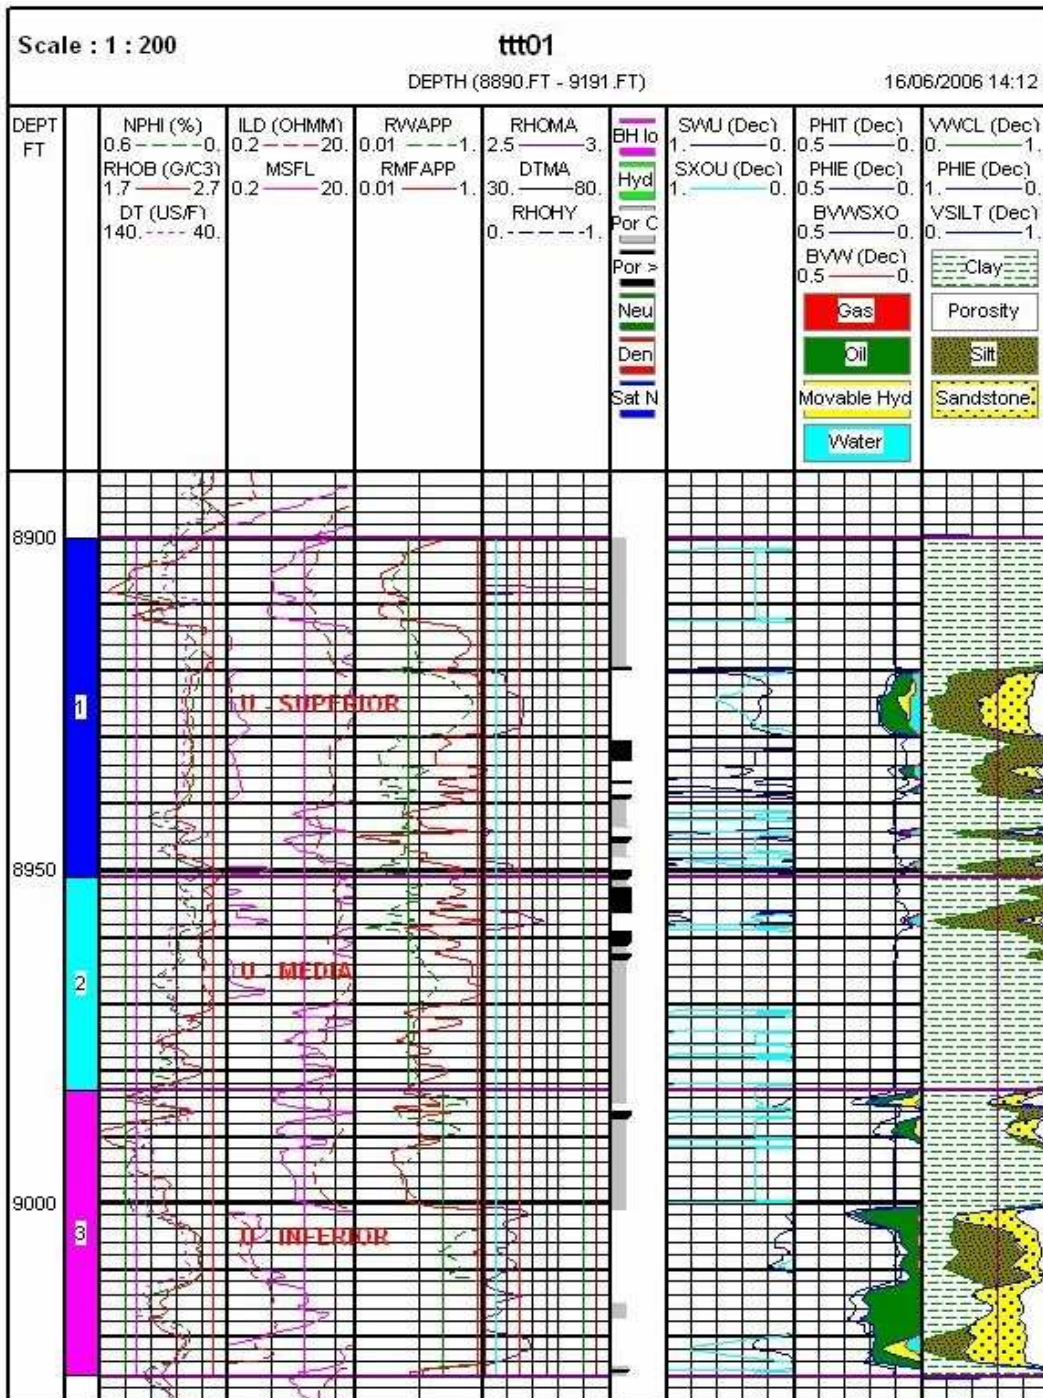 Scale : 1 : 200
ttt01
DEPTH (8890.FT - 9191.FT)
16/06/2006 14:12
DEPT FT
NPHI (%)
0.6 0.
RHOB (G/C3)
1.7 2.7
DT (US/F)
140. 40.
ILD (OHMM)
0.2 20.
MSFL
0.2 20.
RWAPP
0.01 1.
RMFAPP
0.01 1.
RHOMA
2.5 3.
DTMA
30. 80.
RHOHY
0. 1.
BH lo
Hyd
Por C
Por >
Neu
Den
Sat N
SWU (Dec)
1. 0.
SXOU (Dec)
1. 0.
PHIT (Dec)
0.5 0.
PHIE (Dec)
0.5 0.
BVWSXO
0.5 0.
BVW (Dec)
0.5 0.
Gas
Oil
Movable Hyd
Water
VWCL (Dec)
0. 1.
PHIE (Dec)
1. 0.
VSILT (Dec)
0. 1.
Clay
Porosity
Silt
Sandstone
8900
1
U - SUPERIOR
8950
2
U - MEDIA
9000
3
U - INFERIOR